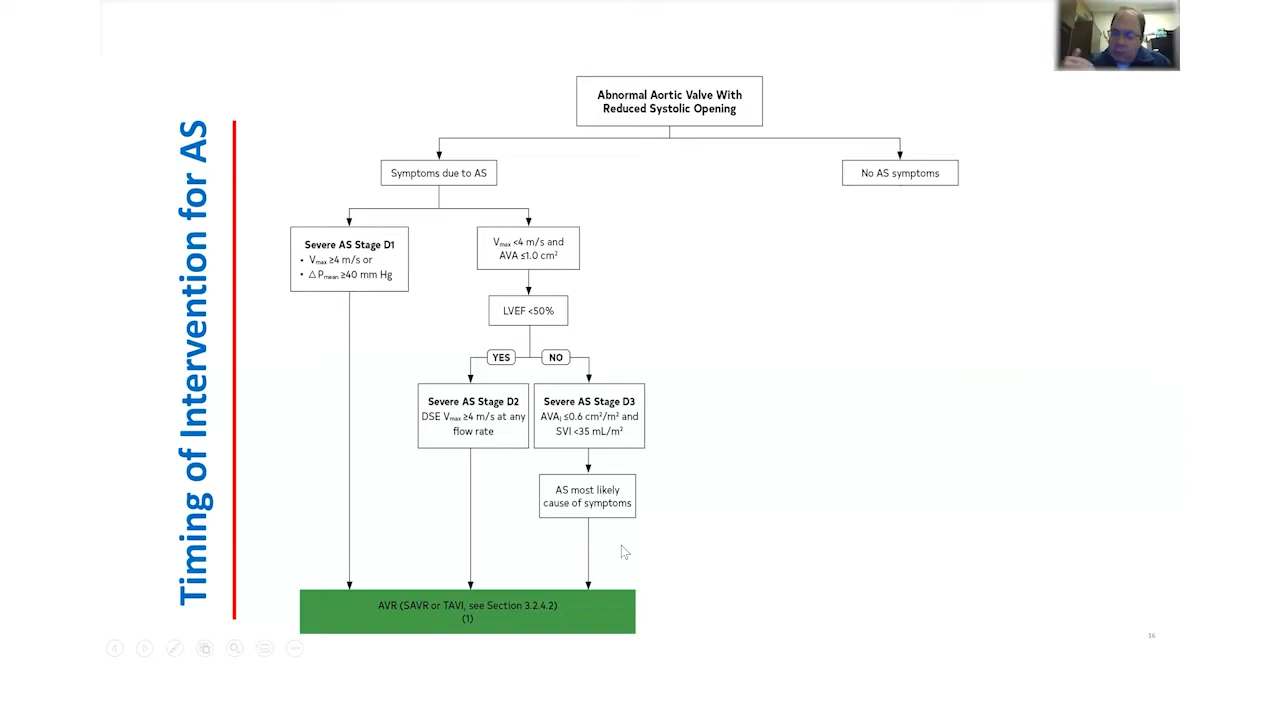 Timing of Intervention for AS
Abnormal Aortic Valve With
Reduced Systolic Opening
Symptoms due to AS
No AS symptoms
Severe AS Stage D1
• Vmax ≥4 m/s or
• △Pmean ≥40 mm Hg
Vmax <4 m/s and
AVA ≤1.0 cm²
LVEF <50%
YES
NO
Severe AS Stage D2
DSE Vmax ≥4 m/s at any
flow rate
Severe AS Stage D3
AVAi ≤0.6 cm²/m² and
SVI <35 mL/m²
AS most likely
cause of symptoms
AVR (SAVR or TAVI, see Section 3.2.4.2)
(1)
16